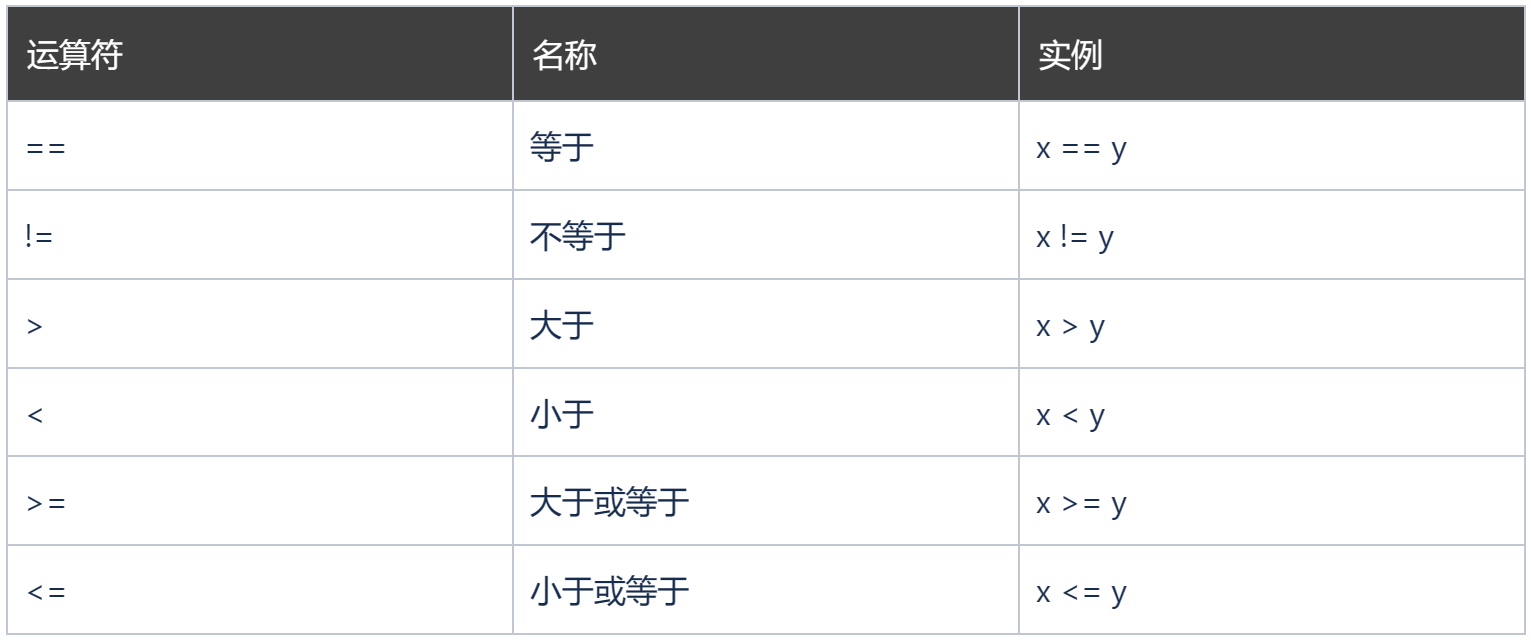 运算符 名称 实例
== 等于 x == y
!= 不等于 x != y
> 大于 x > y
< 小于 x < y
>= 大于或等于 x >= y
<= 小于或等于 x <= y